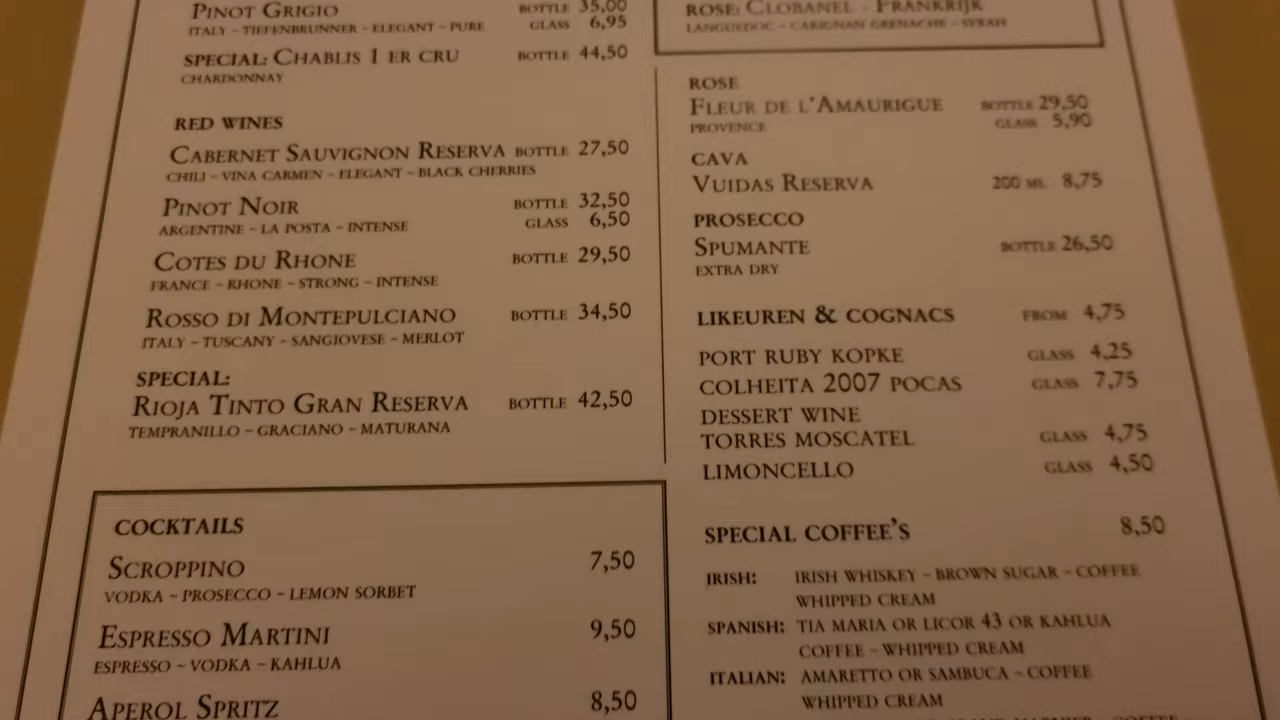 PINOT GRIGIO BOTTLE 35,00
ITALY ~ TIEFENBRUNNER ~ ELEGANT ~ PURE GLASS 6,95
SPECIAL: CHABLIS 1 ER CRU BOTTLE 44,50
CHARDONNAY
RED WINES
CABERNET SAUVIGNON RESERVA BOTTLE 27,50
CHILI ~ VINA CARMEN ~ ELEGANT ~ BLACK CHERRIES
PINOT NOIR BOTTLE 32,50
ARGENTINE ~ LA POSTA ~ INTENSE GLASS 6,50
COTES DU RHONE BOTTLE 29,50
FRANCE ~ RHONE ~ STRONG ~ INTENSE
ROSSO DI MONTEPULCIANO BOTTLE 34,50
ITALY ~ TUSCANY ~ SANGIOVESE ~ MERLOT
SPECIAL:
RIOJA TINTO GRAN RESERVA BOTTLE 42,50
TEMPRANILLO ~ GRACIANO ~ MATURANA
COCKTAILS
SCROPPINO 7,50
VODKA ~ PROSECCO ~ LEMON SORBET
ESPRESSO MARTINI 9,50
ESPRESSO ~ VODKA ~ KAHLUA
APEROL SPRITZ 8,50
ROSE: CLOBANEL ~ FRANKRIJK
LANGUEDOC ~ CARIGNAN GRENACHE ~ SYRAH
ROSE
FLEUR DE L'AMAURIGUE BOTTLE 29,50
PROVENCE GLASS 5,90
CAVA
VUIDAS RESERVA 200 ML 8,75
PROSECCO
SPUMANTE BOTTLE 26,50
EXTRA DRY
LIKEUREN & COGNACS FROM 4,75
PORT RUBY KOPKE GLASS 4,25
COLHEITA 2007 POCAS GLASS 7,75
DESSERT WINE
TORRES MOSCATEL GLASS 4,75
LIMONCELLO GLASS 4,50
SPECIAL COFFEE'S 8,50
IRISH: IRISH WHISKEY ~ BROWN SUGAR ~ COFFEE
WHIPPED CREAM
SPANISH: TIA MARIA OR LICOR 43 OR KAHLUA
COFFEE ~ WHIPPED CREAM
ITALIAN: AMARETTO OR SAMBUCA ~ COFFEE
WHIPPED CREAM